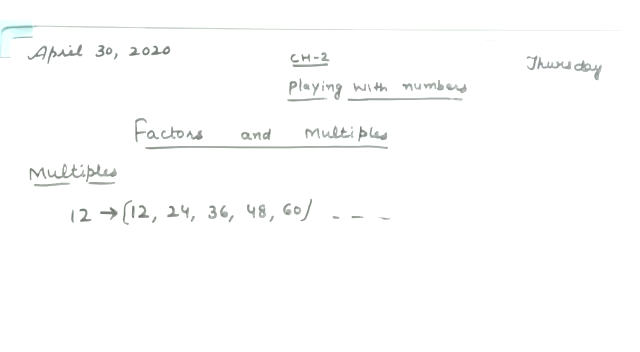 April 30, 2020
CH-2
Thursday
Playing with numbers
Factors and Multiples
Multiples
12 → (12, 24, 36, 48, 60) - - -